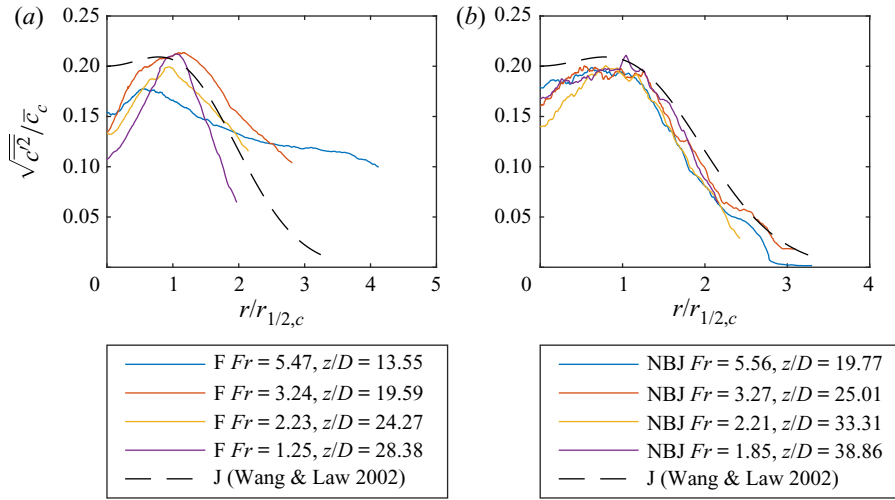 (a)
(b)
0.25
0.20
0.15
0.10
0.05
0
1
2
3
4
5
√c′² / c̄c
r/r1/2,c
0.25
0.20
0.15
0.10
0.05
0
1
2
3
4
r/r1/2,c
F Fr = 5.47, z/D = 13.55
F Fr = 3.24, z/D = 19.59
F Fr = 2.23, z/D = 24.27
F Fr = 1.25, z/D = 28.38
J (Wang & Law 2002)
NBJ Fr = 5.56, z/D = 19.77
NBJ Fr = 3.27, z/D = 25.01
NBJ Fr = 2.21, z/D = 33.31
NBJ Fr = 1.85, z/D = 38.86
J (Wang & Law 2002)